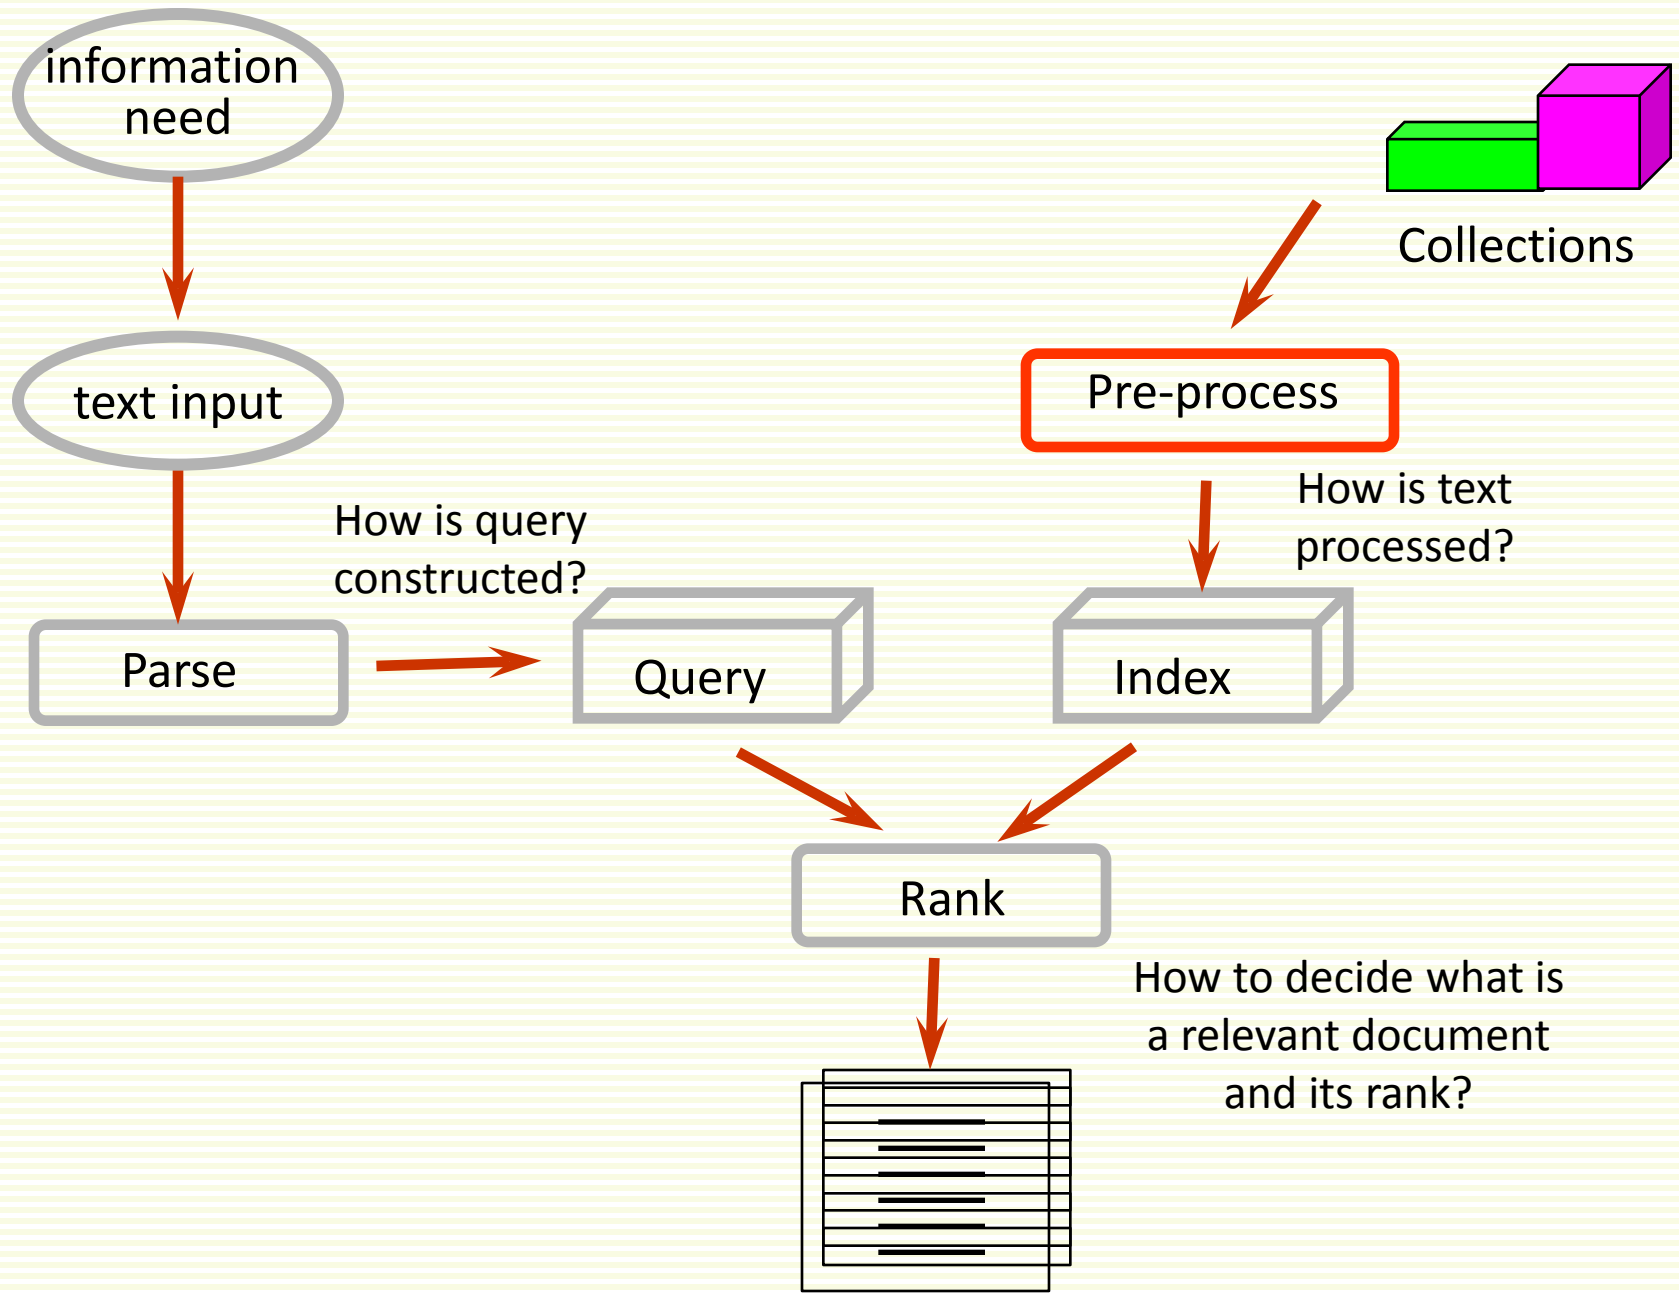 information
need
Collections
text input
Pre-process
How is query
constructed?
How is text
processed?
Parse
Query
Index
Rank
How to decide what is
a relevant document
and its rank?